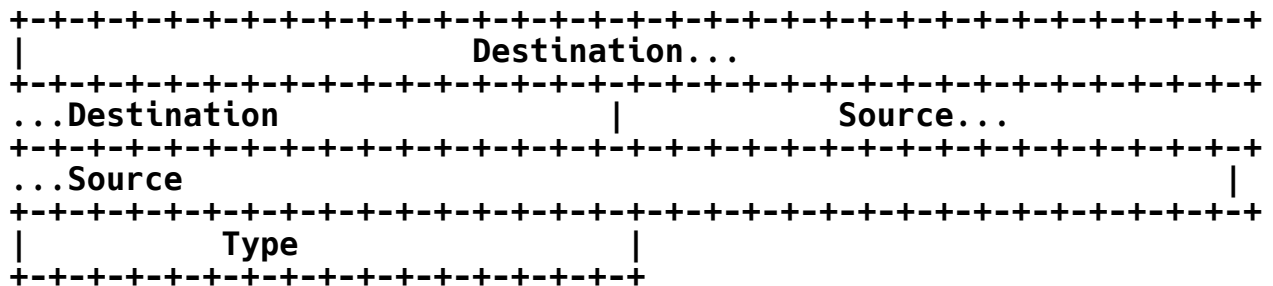 +-+-+-+-+-+-+-+-+-+-+-+-+-+-+-+-+-+-+-+-+-+-+-+-+-+-+-+-+-+-+-+-+
|                       Destination...
+-+-+-+-+-+-+-+-+-+-+-+-+-+-+-+-+-+-+-+-+-+-+-+-+-+-+-+-+-+-+-+-+
...Destination                 |           Source...
+-+-+-+-+-+-+-+-+-+-+-+-+-+-+-+-+-+-+-+-+-+-+-+-+-+-+-+-+-+-+-+-+
...Source                                                     |
+-+-+-+-+-+-+-+-+-+-+-+-+-+-+-+-+-+-+-+-+-+-+-+-+-+-+-+-+-+-+-+-+
|          Type                 |
+-+-+-+-+-+-+-+-+-+-+-+-+-+-+-+-+